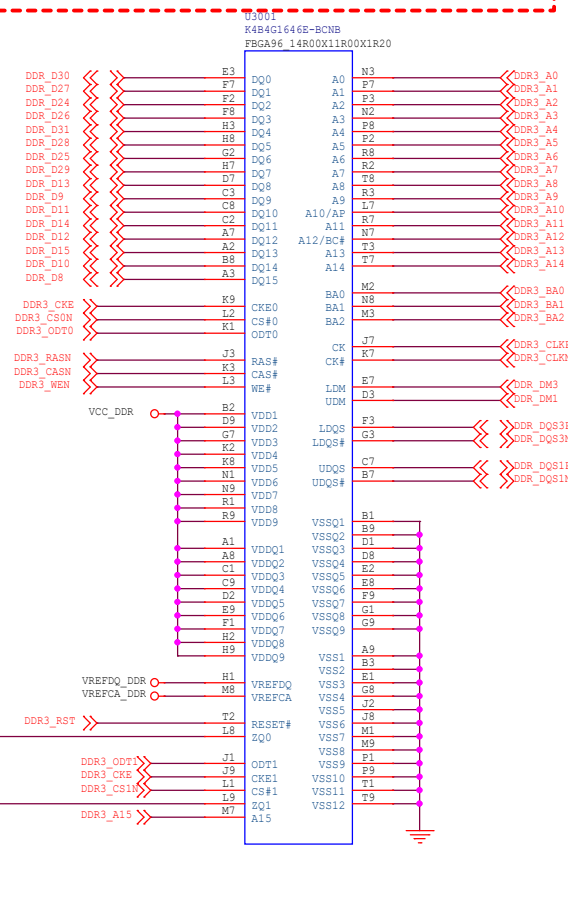 U3001
K4B4G1646E-BCNB
FBGA96_14R00X11R00X1R20
DDR_D30 E3 DQ0 A0 N3 DDR3_A0
DDR_D27 F7 DQ1 A1 P7 DDR3_A1
DDR_D24 F2 DQ2 A2 P3 DDR3_A2
DDR_D26 F8 DQ3 A3 N2 DDR3_A3
DDR_D31 H3 DQ4 A4 P8 DDR3_A4
DDR_D28 H8 DQ5 A5 P2 DDR3_A5
DDR_D25 G2 DQ6 A6 R8 DDR3_A6
DDR_D29 H7 DQ7 A7 R2 DDR3_A7
DDR_D13 D7 DQ8 A8 T8 DDR3_A8
DDR_D9 C3 DQ9 A9 R3 DDR3_A9
DDR_D11 C8 DQ10 A10/AP L7 DDR3_A10
DDR_D14 C2 DQ11 A11 R7 DDR3_A11
DDR_D12 A7 DQ12 A12/BC# N7 DDR3_A12
DDR_D15 A2 DQ13 A13 T3 DDR3_A13
DDR_D10 B8 DQ14 A14 T7 DDR3_A14
DDR_D8 A3 DQ15
BA0 M2 DDR3_BA0
DDR3_CKE K9 CKE0 BA1 N8 DDR3_BA1
DDR3_CS0N L2 CS#0 BA2 M3 DDR3_BA2
DDR3_ODT0 K1 ODT0
CK J7 DDR3_CLKP
DDR3_RASN J3 RAS# CK# K7 DDR3_CLKN
DDR3_CASN K3 CAS#
DDR3_WEN L3 WE# LDM E7 DDR_DM3
UDM D3 DDR_DM1
VCC_DDR B2 VDD1
D9 VDD2 LDQS F3 DDR_DQS3P
G7 VDD3 LDQS# G3 DDR_DQS3N
K2 VDD4
K8 VDD5 UDQS C7 DDR_DQS1P
N1 VDD6 UDQS# B7 DDR_DQS1N
N9 VDD7
R1 VDD8
R9 VDD9 VSSQ1 B1
VSSQ2 B9
A1 VDDQ1 VSSQ3 D1
A8 VDDQ2 VSSQ4 D8
C1 VDDQ3 VSSQ5 E2
C9 VDDQ4 VSSQ6 E8
D2 VDDQ5 VSSQ7 F9
E9 VDDQ6 VSSQ8 G1
F1 VDDQ7 VSSQ9 G9
H2 VDDQ8
H9 VDDQ9 VSS1 A9
VSS2 B3
VREFDQ_DDR H1 VREFDQ VSS3 E1
VREFCA_DDR M8 VREFCA VSS4 G8
VSS5 J2
DDR3_RST T2 RESET# VSS6 J8
L8 ZQ0 VSS7 M1
VSS8 M9
DDR3_ODT1 J1 ODT1 VSS9 P1
DDR3_CKE J9 CKE1 VSS10 P9
DDR3_CS1N L1 CS#1 VSS11 T1
L9 ZQ1 VSS12 T9
DDR3_A15 M7 A15